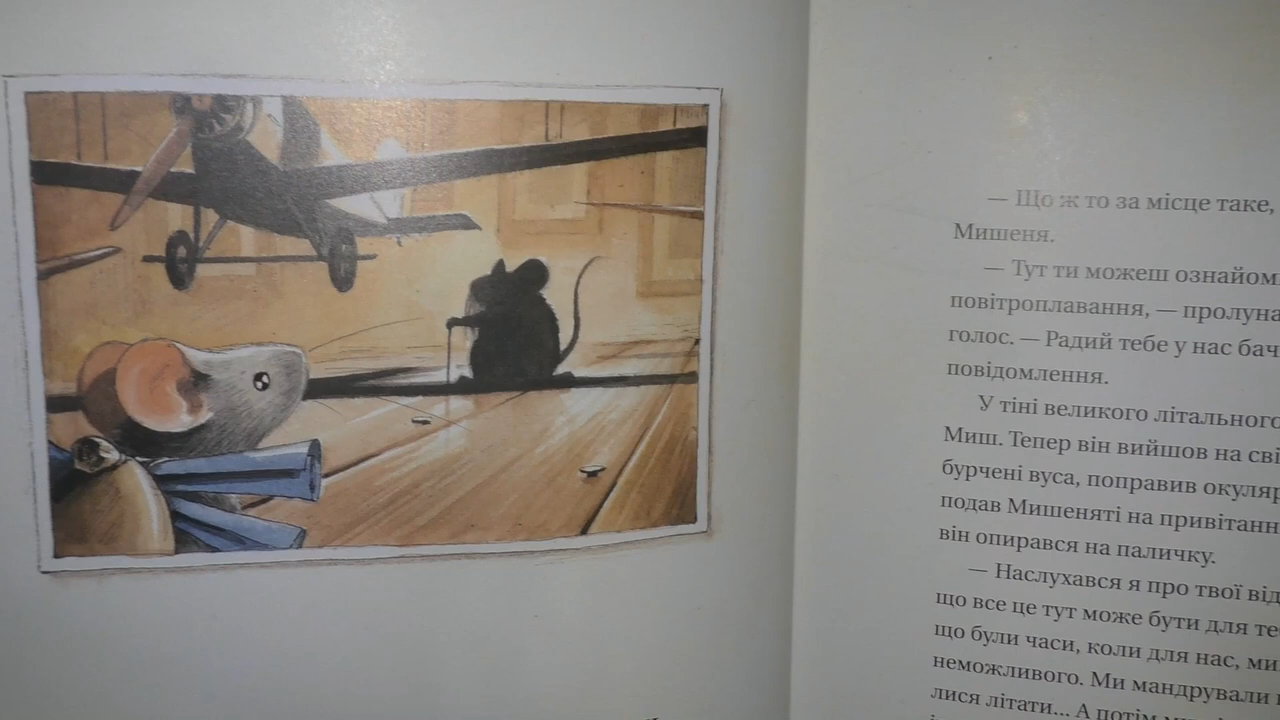 — Що ж то за місце таке,
Мишеня.
— Тут ти можеш ознайом
повітроплавання, — пролуна
голос. — Радий тебе у нас бач
повідомлення.
У тіні великого літального
Миш. Тепер він вийшов на сві
бурчені вуса, поправив окуляр
подав Мишеняті на привітанн
він опирався на паличку.
— Наслухався я про твої від
що все це тут може бути для те
що були часи, коли для нас, ми
неможливого. Ми мандрували
лися літати... А потім